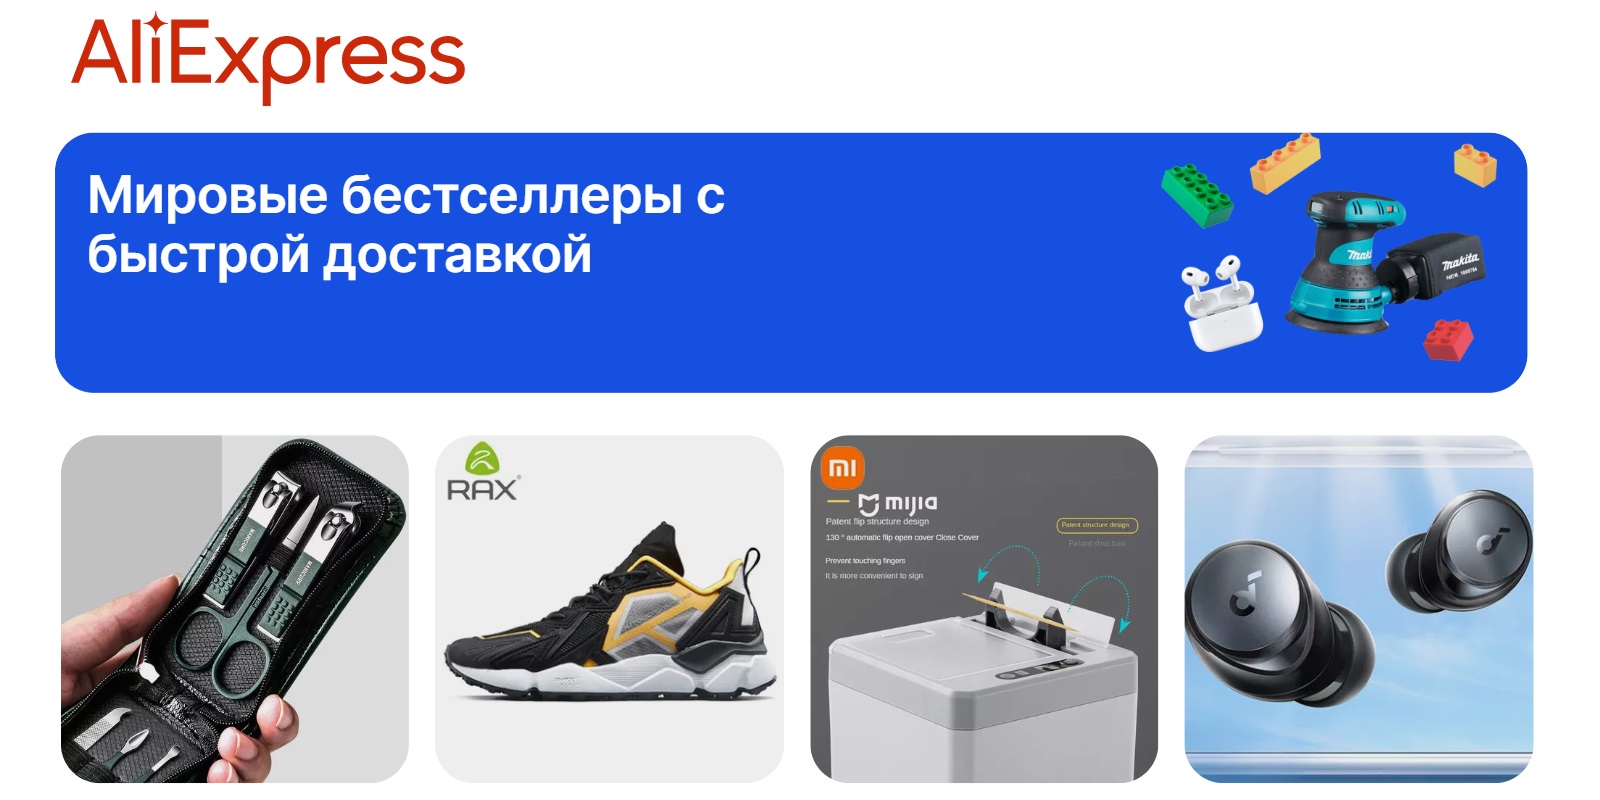 AliExpress
Мировые бестселлеры с
быстрой доставкой
Makita
RAX
mi
mijia
Patent flip structure design
130 ° automatic flip open cover Close Cover
Prevent touching fingers
It is more convenient to sign
Patent structure design
Patent structure
MANCODY